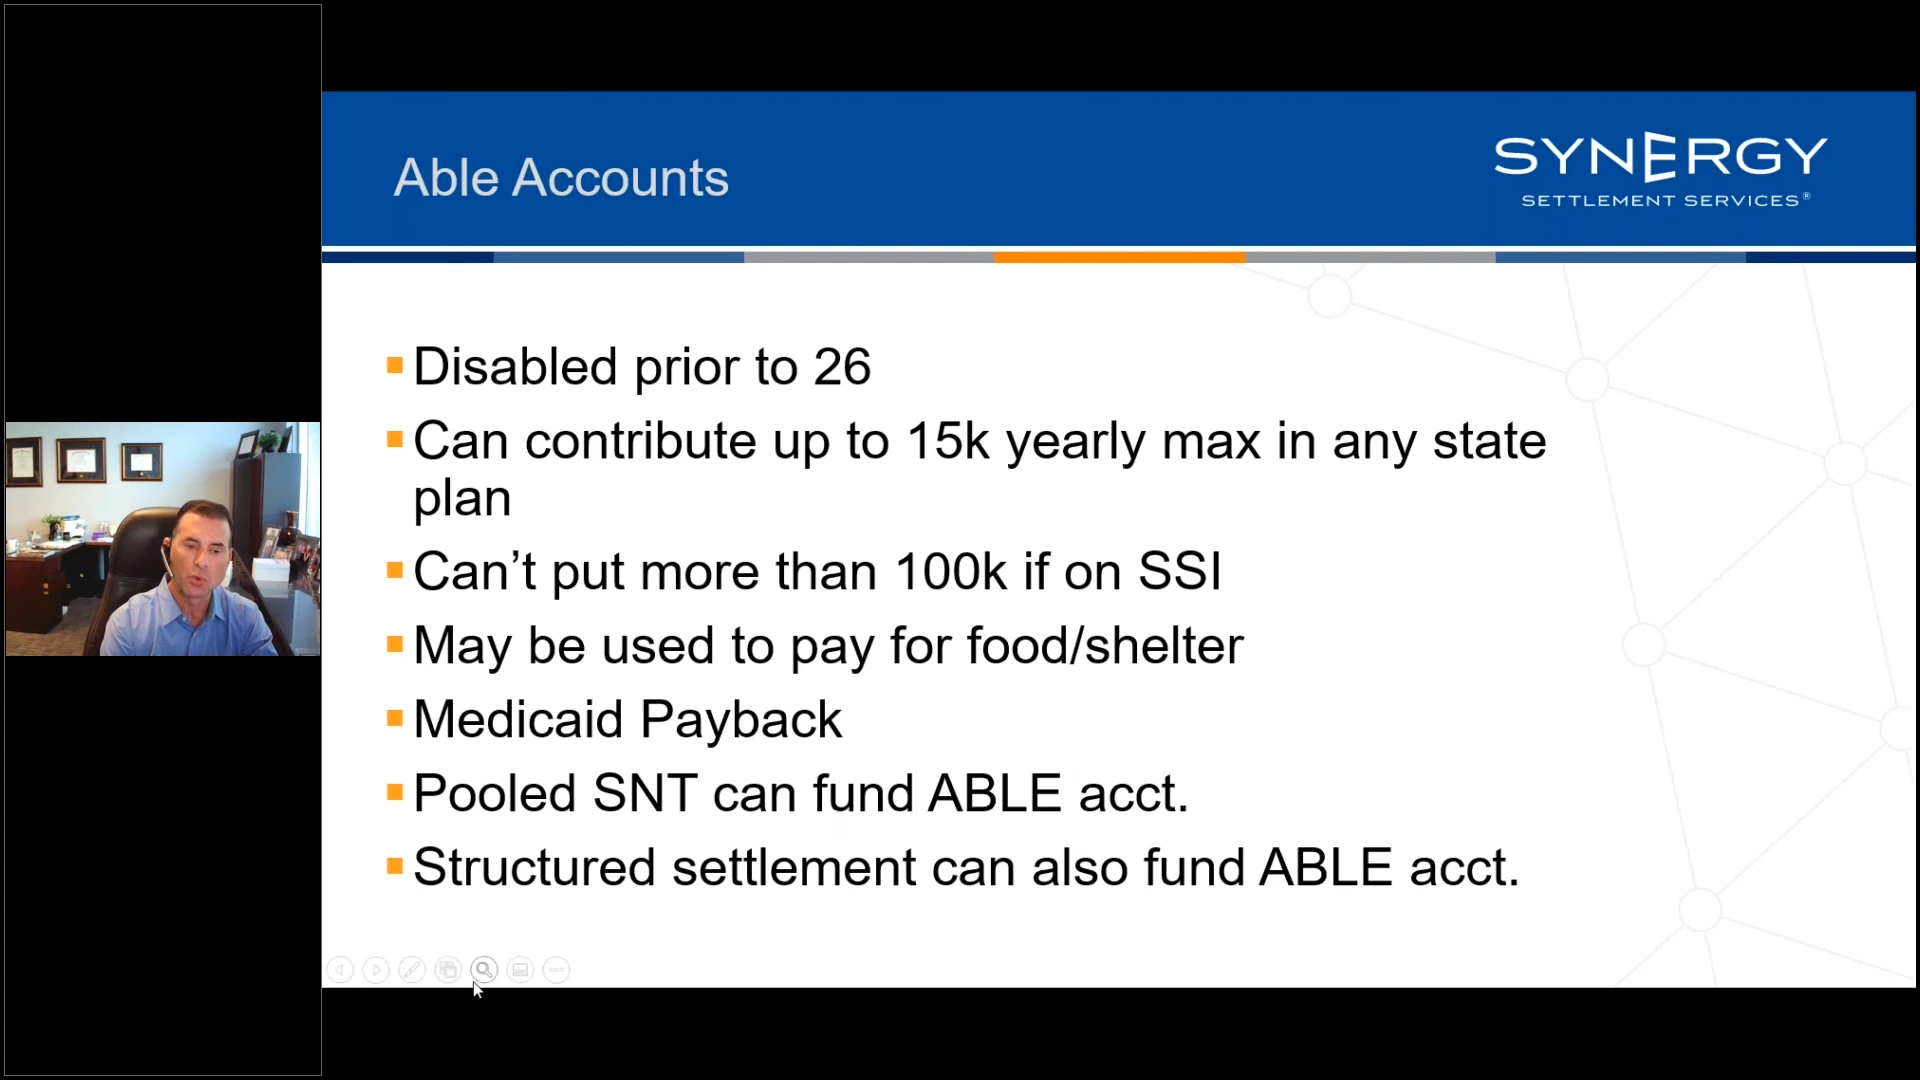 Able Accounts
SYNERGY
SETTLEMENT SERVICES®
Disabled prior to 26
Can contribute up to 15k yearly max in any state
plan
Can’t put more than 100k if on SSI
May be used to pay for food/shelter
Medicaid Payback
Pooled SNT can fund ABLE acct.
Structured settlement can also fund ABLE acct.